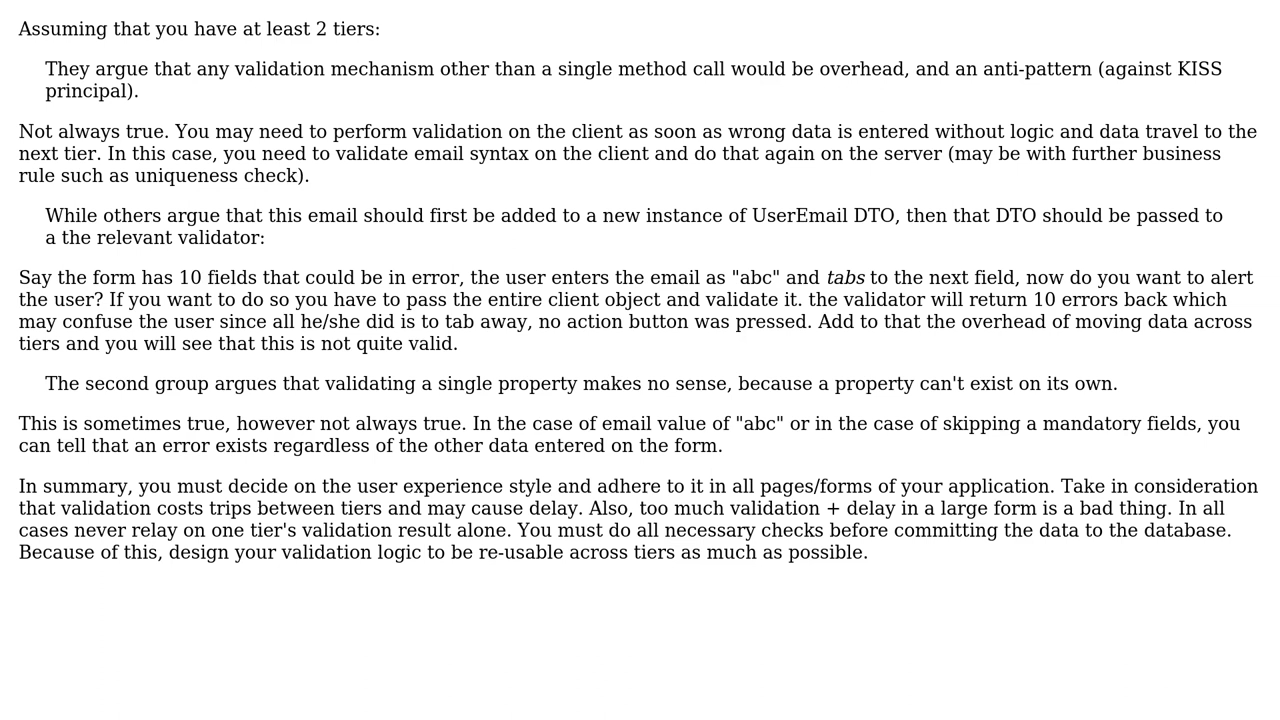 Assuming that you have at least 2 tiers:
They argue that any validation mechanism other than a single method call would be overhead, and an anti-pattern (against KISS
principal).
Not always true. You may need to perform validation on the client as soon as wrong data is entered without logic and data travel to the
next tier. In this case, you need to validate email syntax on the client and do that again on the server (may be with further business
rule such as uniqueness check).
While others argue that this email should first be added to a new instance of UserEmail DTO, then that DTO should be passed to
a the relevant validator:
Say the form has 10 fields that could be in error, the user enters the email as "abc" and tabs to the next field, now do you want to alert
the user? If you want to do so you have to pass the entire client object and validate it. the validator will return 10 errors back which
may confuse the user since all he/she did is to tab away, no action button was pressed. Add to that the overhead of moving data across
tiers and you will see that this is not quite valid.
The second group argues that validating a single property makes no sense, because a property can't exist on its own.
This is sometimes true, however not always true. In the case of email value of "abc" or in the case of skipping a mandatory fields, you
can tell that an error exists regardless of the other data entered on the form.
In summary, you must decide on the user experience style and adhere to it in all pages/forms of your application. Take in consideration
that validation costs trips between tiers and may cause delay. Also, too much validation + delay in a large form is a bad thing. In all
cases never relay on one tier's validation result alone. You must do all necessary checks before committing the data to the database.
Because of this, design your validation logic to be re-usable across tiers as much as possible.